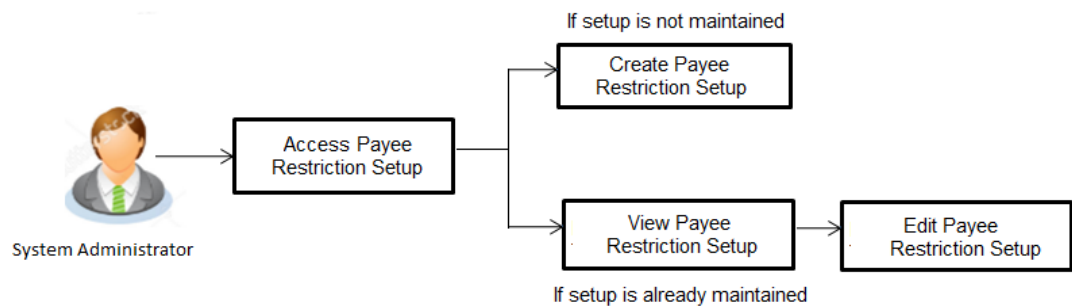 If setup is not maintained
Create Payee
Restriction Setup
Access Payee
Restriction Setup
System Administrator
View Payee
Restriction Setup
Edit Payee
Restriction Setup
If setup is already maintained